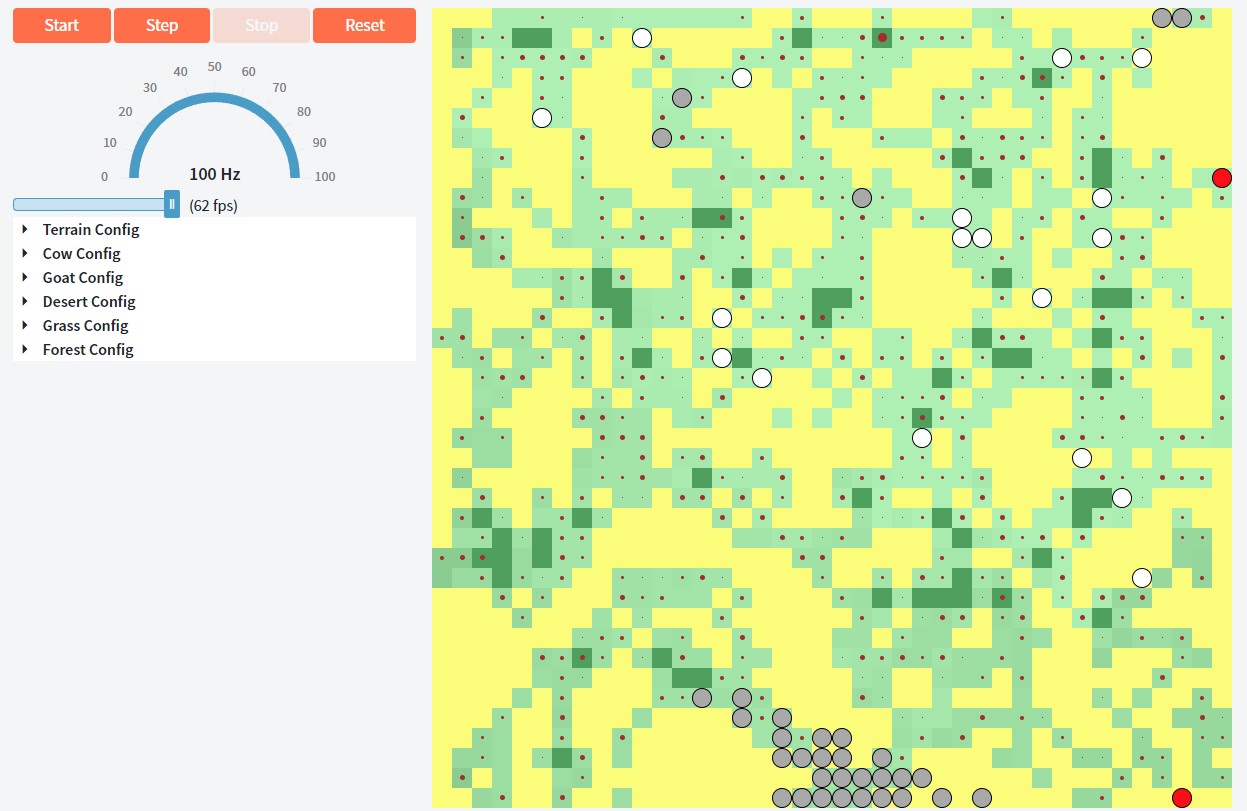 Start Step Stop Reset
0 10 20 30 40 50 60 70 80 90 100
100 Hz
(62 fps)
Terrain Config
Cow Config
Goat Config
Desert Config
Grass Config
Forest Config